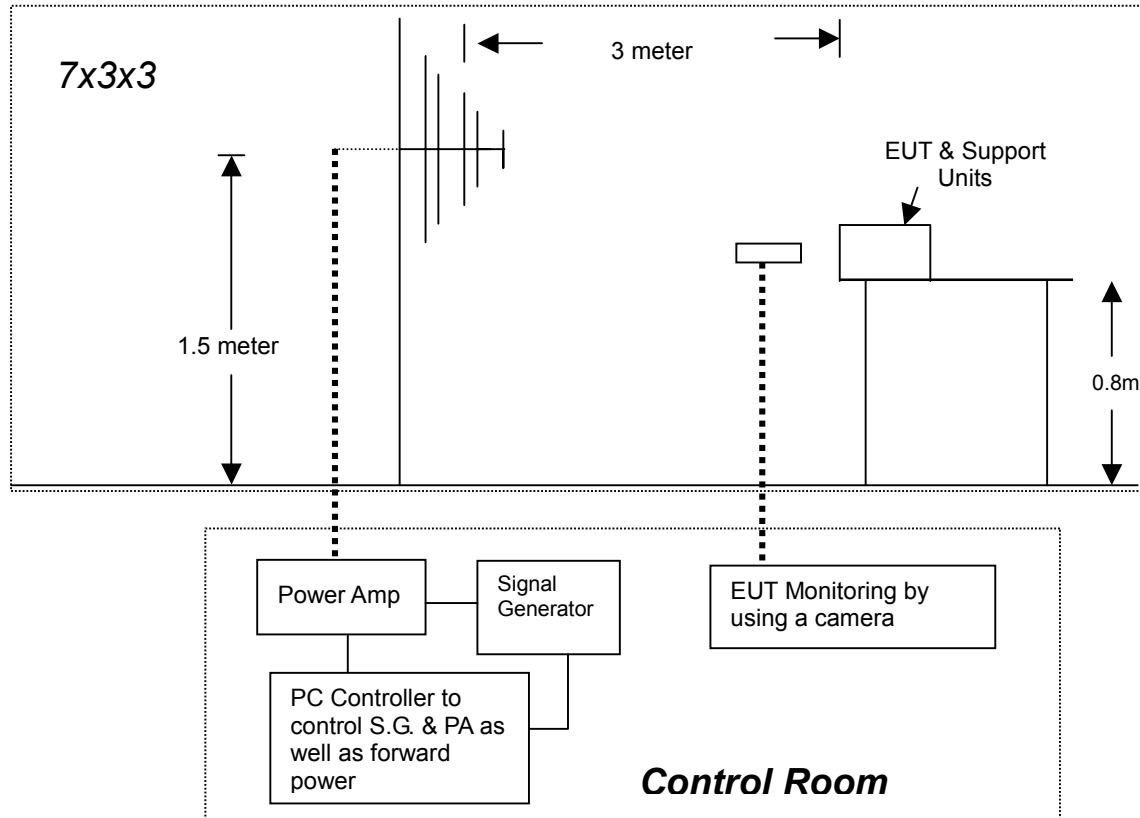 7x3x3
3 meter
EUT & Support
Units
1.5 meter
0.8m
Power Amp
Signal
Generator
EUT Monitoring by
using a camera
PC Controller to
control S.G. & PA as
well as forward
power
Control Room